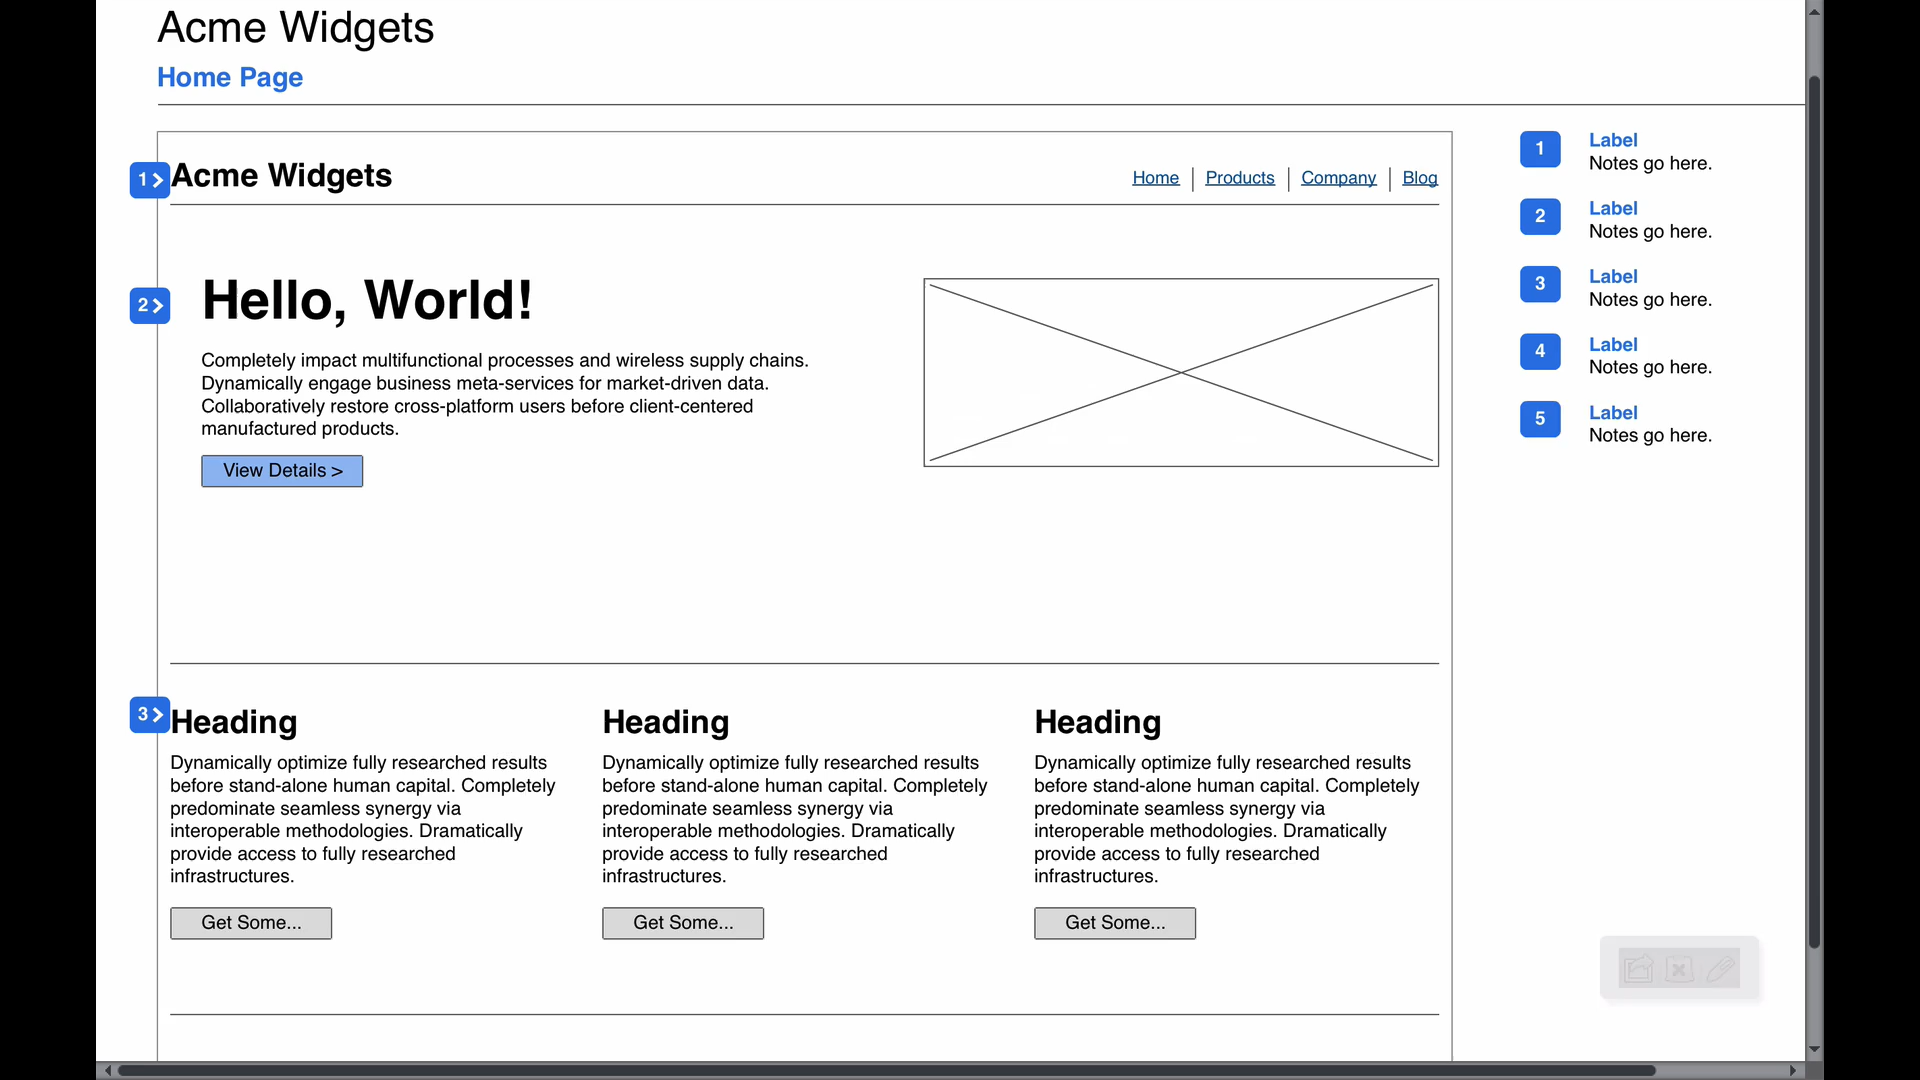 Acme Widgets
Home Page
1
Acme Widgets
Home
Products
Company
Blog
2
Hello, World!
Completely impact multifunctional processes and wireless supply chains.
Dynamically engage business meta-services for market-driven data.
Collaboratively restore cross-platform users before client-centered
manufactured products.
View Details >
3
Heading
Dynamically optimize fully researched results
before stand-alone human capital. Completely
predominate seamless synergy via
interoperable methodologies. Dramatically
provide access to fully researched
infrastructures.
Get Some...
Heading
Dynamically optimize fully researched results
before stand-alone human capital. Completely
predominate seamless synergy via
interoperable methodologies. Dramatically
provide access to fully researched
infrastructures.
Get Some...
Heading
Dynamically optimize fully researched results
before stand-alone human capital. Completely
predominate seamless synergy via
interoperable methodologies. Dramatically
provide access to fully researched
infrastructures.
Get Some...
1
Label
Notes go here.
2
Label
Notes go here.
3
Label
Notes go here.
4
Label
Notes go here.
5
Label
Notes go here.